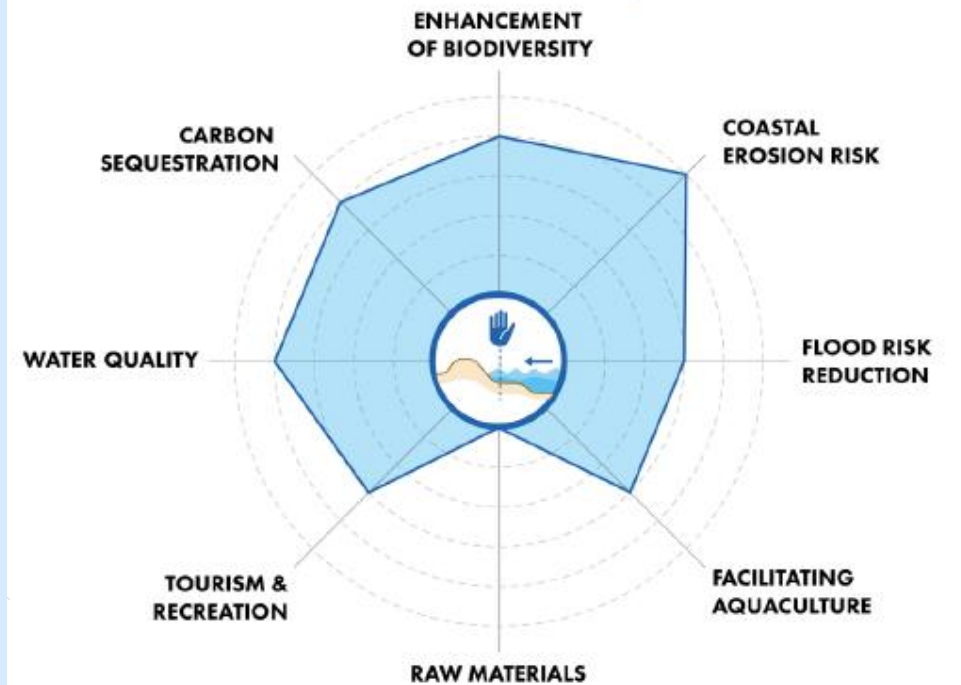 ENHANCEMENT
OF BIODIVERSITY
COASTAL
EROSION RISK
FLOOD RISK
REDUCTION
FACILITATING
AQUACULTURE
RAW MATERIALS
TOURISM &
RECREATION
WATER QUALITY
CARBON
SEQUESTRATION